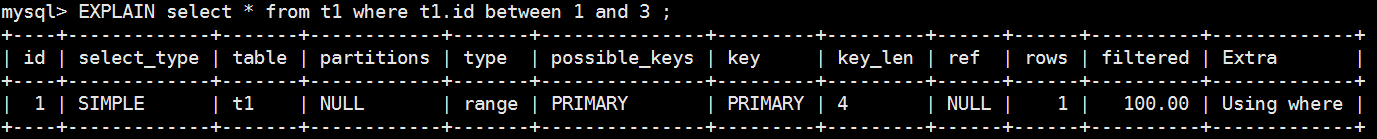 mysql> EXPLAIN select * from t1 where t1.id between 1 and 3 ;
+----+-------------+-------+------------+-------+---------------+---------+---------+------+------+----------+-------------+
| id | select_type | table | partitions | type  | possible_keys | key     | key_len | ref  | rows | filtered | Extra       |
+----+-------------+-------+------------+-------+---------------+---------+---------+------+------+----------+-------------+
|  1 | SIMPLE      | t1    | NULL       | range | PRIMARY       | PRIMARY | 4       | NULL |    1 |   100.00 | Using where |
+----+-------------+-------+------------+-------+---------------+---------+---------+------+------+----------+-------------+